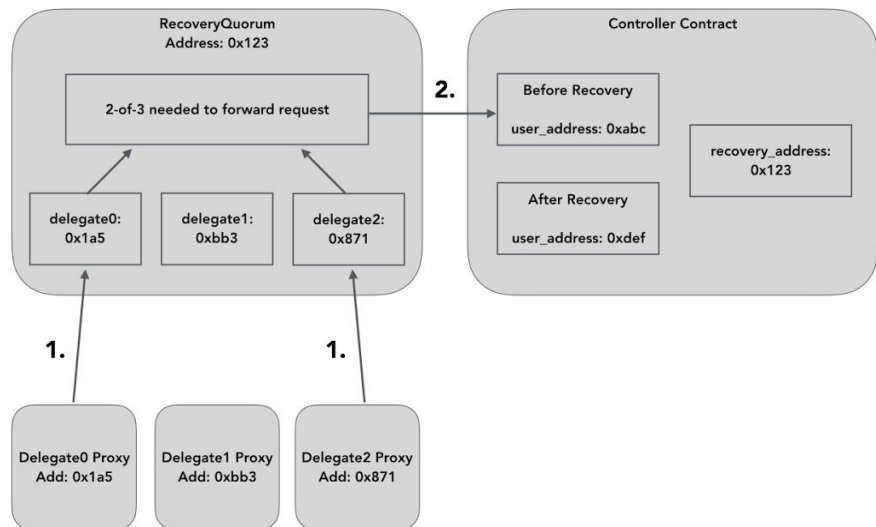 RecoveryQuorum
Address: 0x123
2-of-3 needed to forward request
delegate0:
0x1a5
delegate1:
0xbb3
delegate2:
0x871
2.
Controller Contract
Before Recovery
user_address: 0xabc
After Recovery
user_address: 0xdef
recovery_address:
0x123
1.
1.
Delegate0 Proxy
Add: 0x1a5
Delegate1 Proxy
Add: 0xbb3
Delegate2 Proxy
Add: 0x871